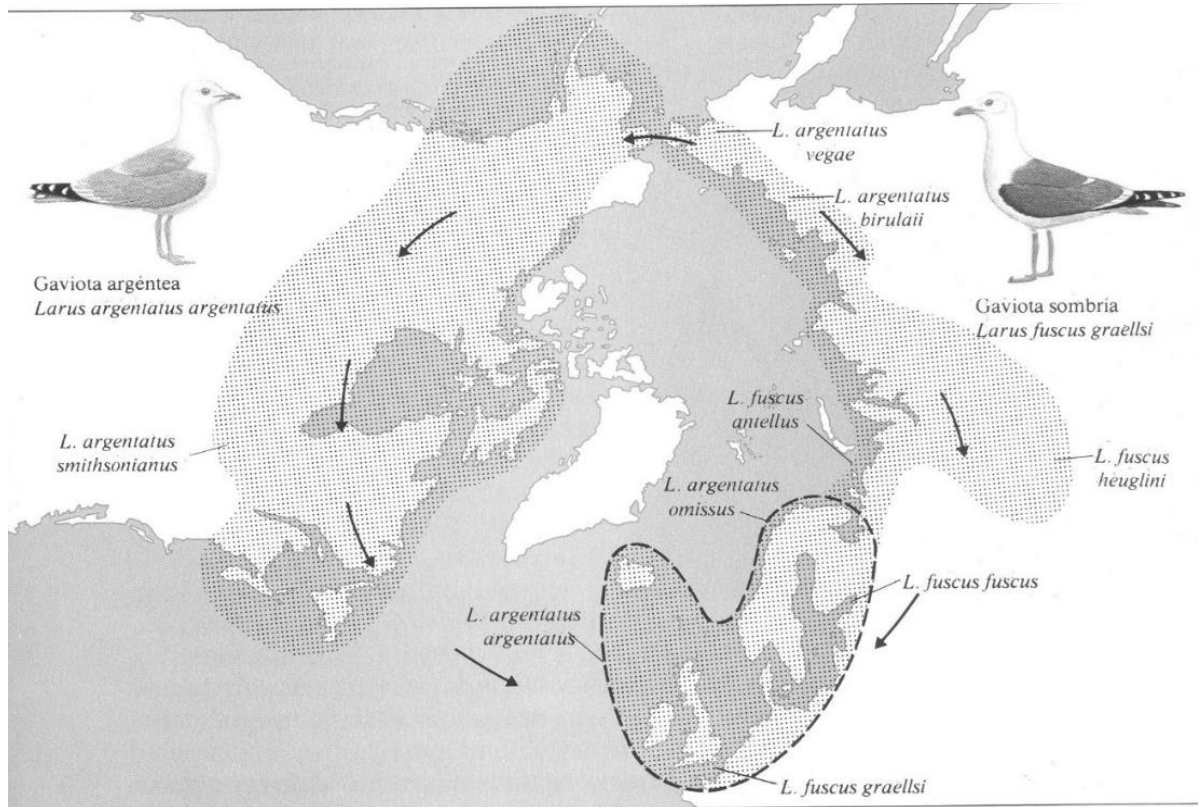 L. argentatus
vegae
L. argentatus
birulaii
Gaviota argéntea
Larus argentatus argentatus
Gaviota sombria
Larus fuscus graellsi
L. fuscus
antellus
L. argentatus
smithsonianus
L. fuscus
heuglini
L. argentatus
omissus
L. fuscus fuscus
L. argentatus
argentatus
L. fuscus graellsi